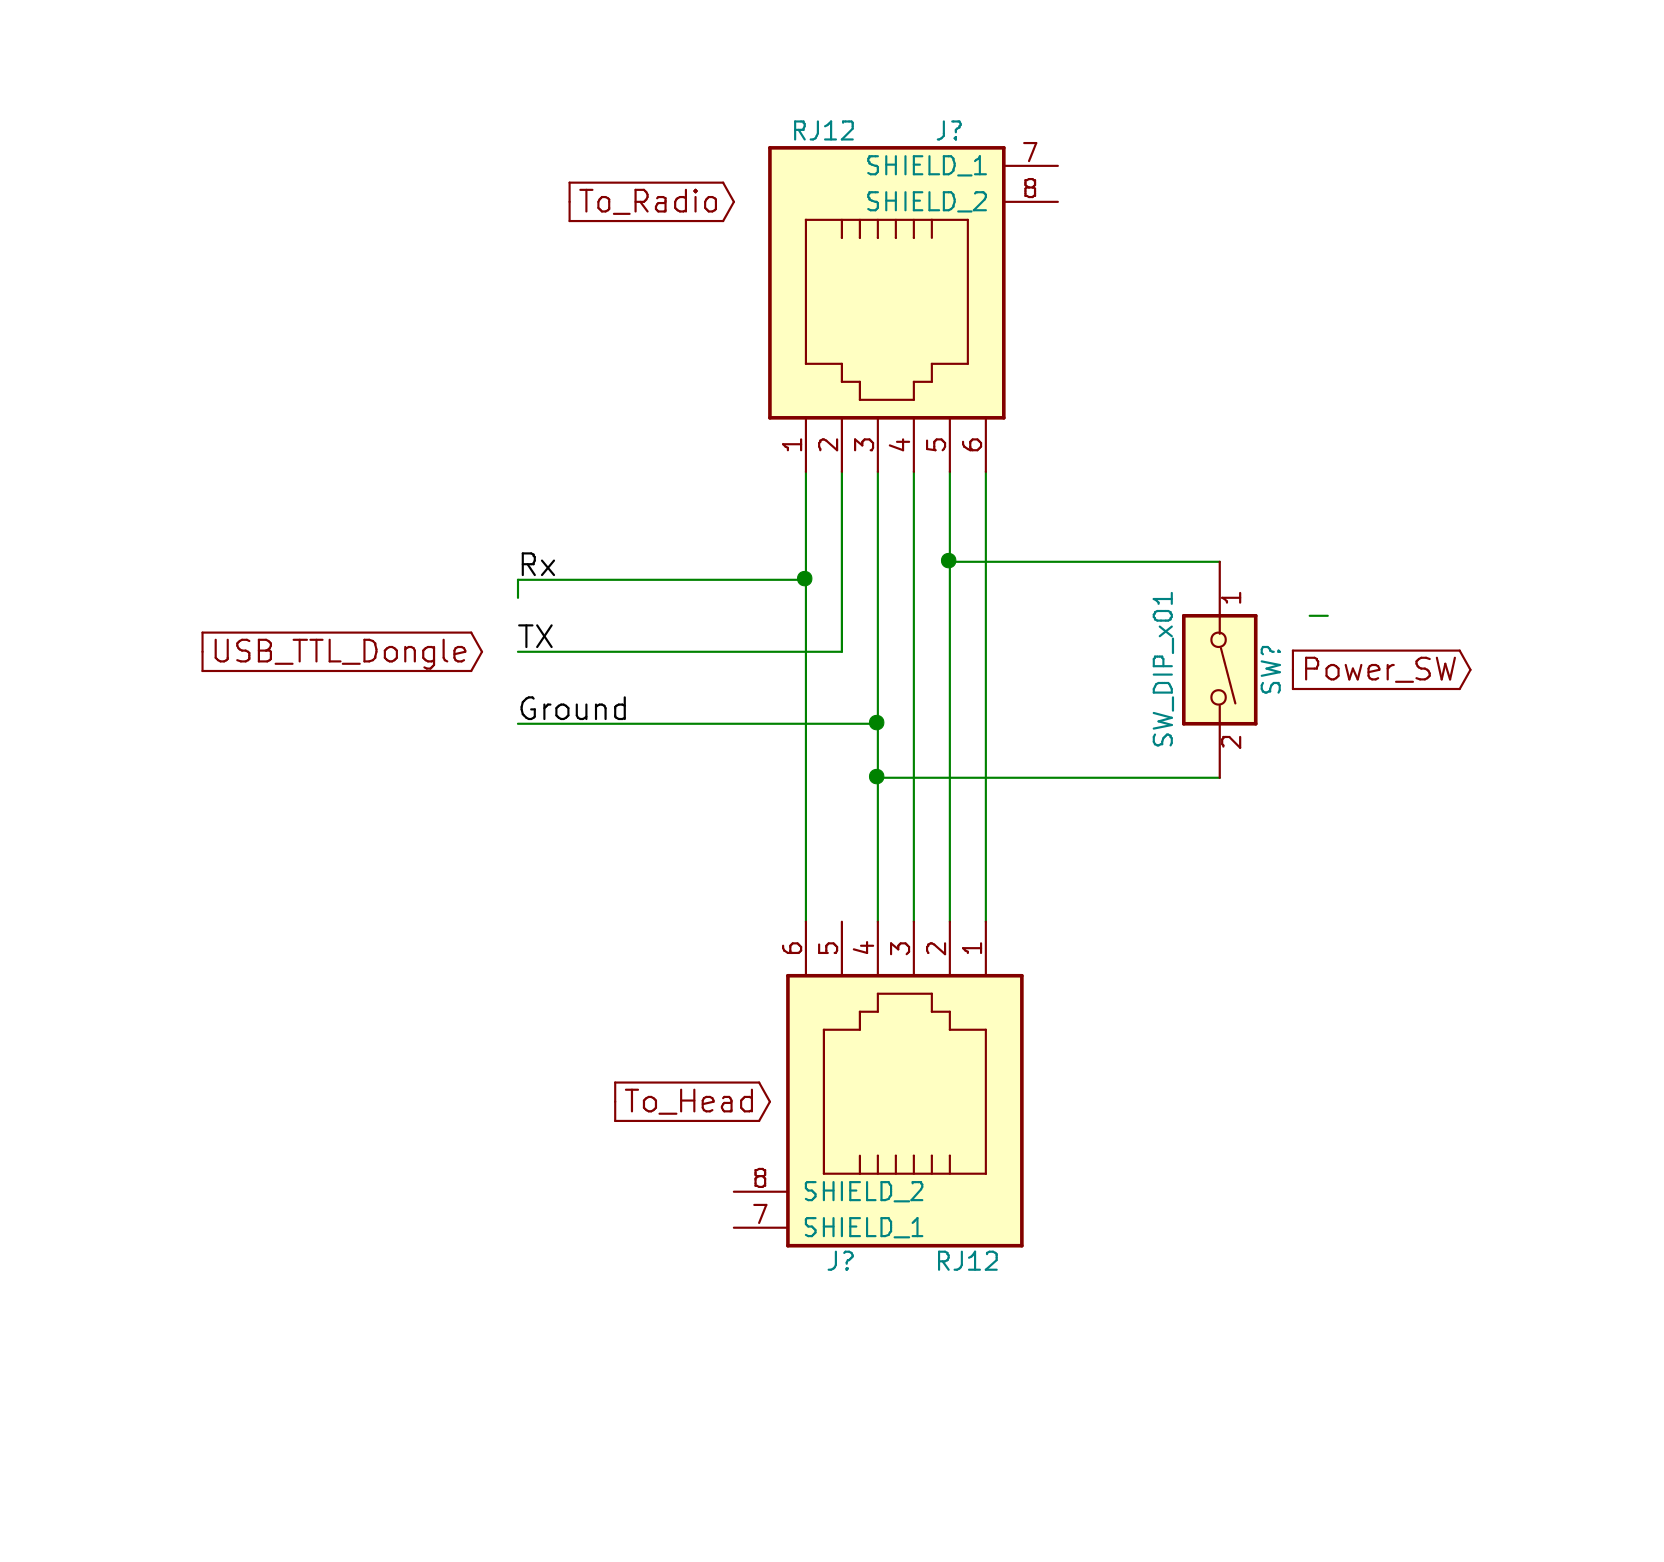 RJ12 J?
SHIELD_1 7
SHIELD_2 8
To_Radio
1 2 3 4 5 6
Rx
TX
USB_TTL_Dongle
Ground
1
SW_DIP_x01
SW?
Power_SW
2
6 5 4 3 2 1
To_Head
8 SHIELD_2
7 SHIELD_1
J? RJ12